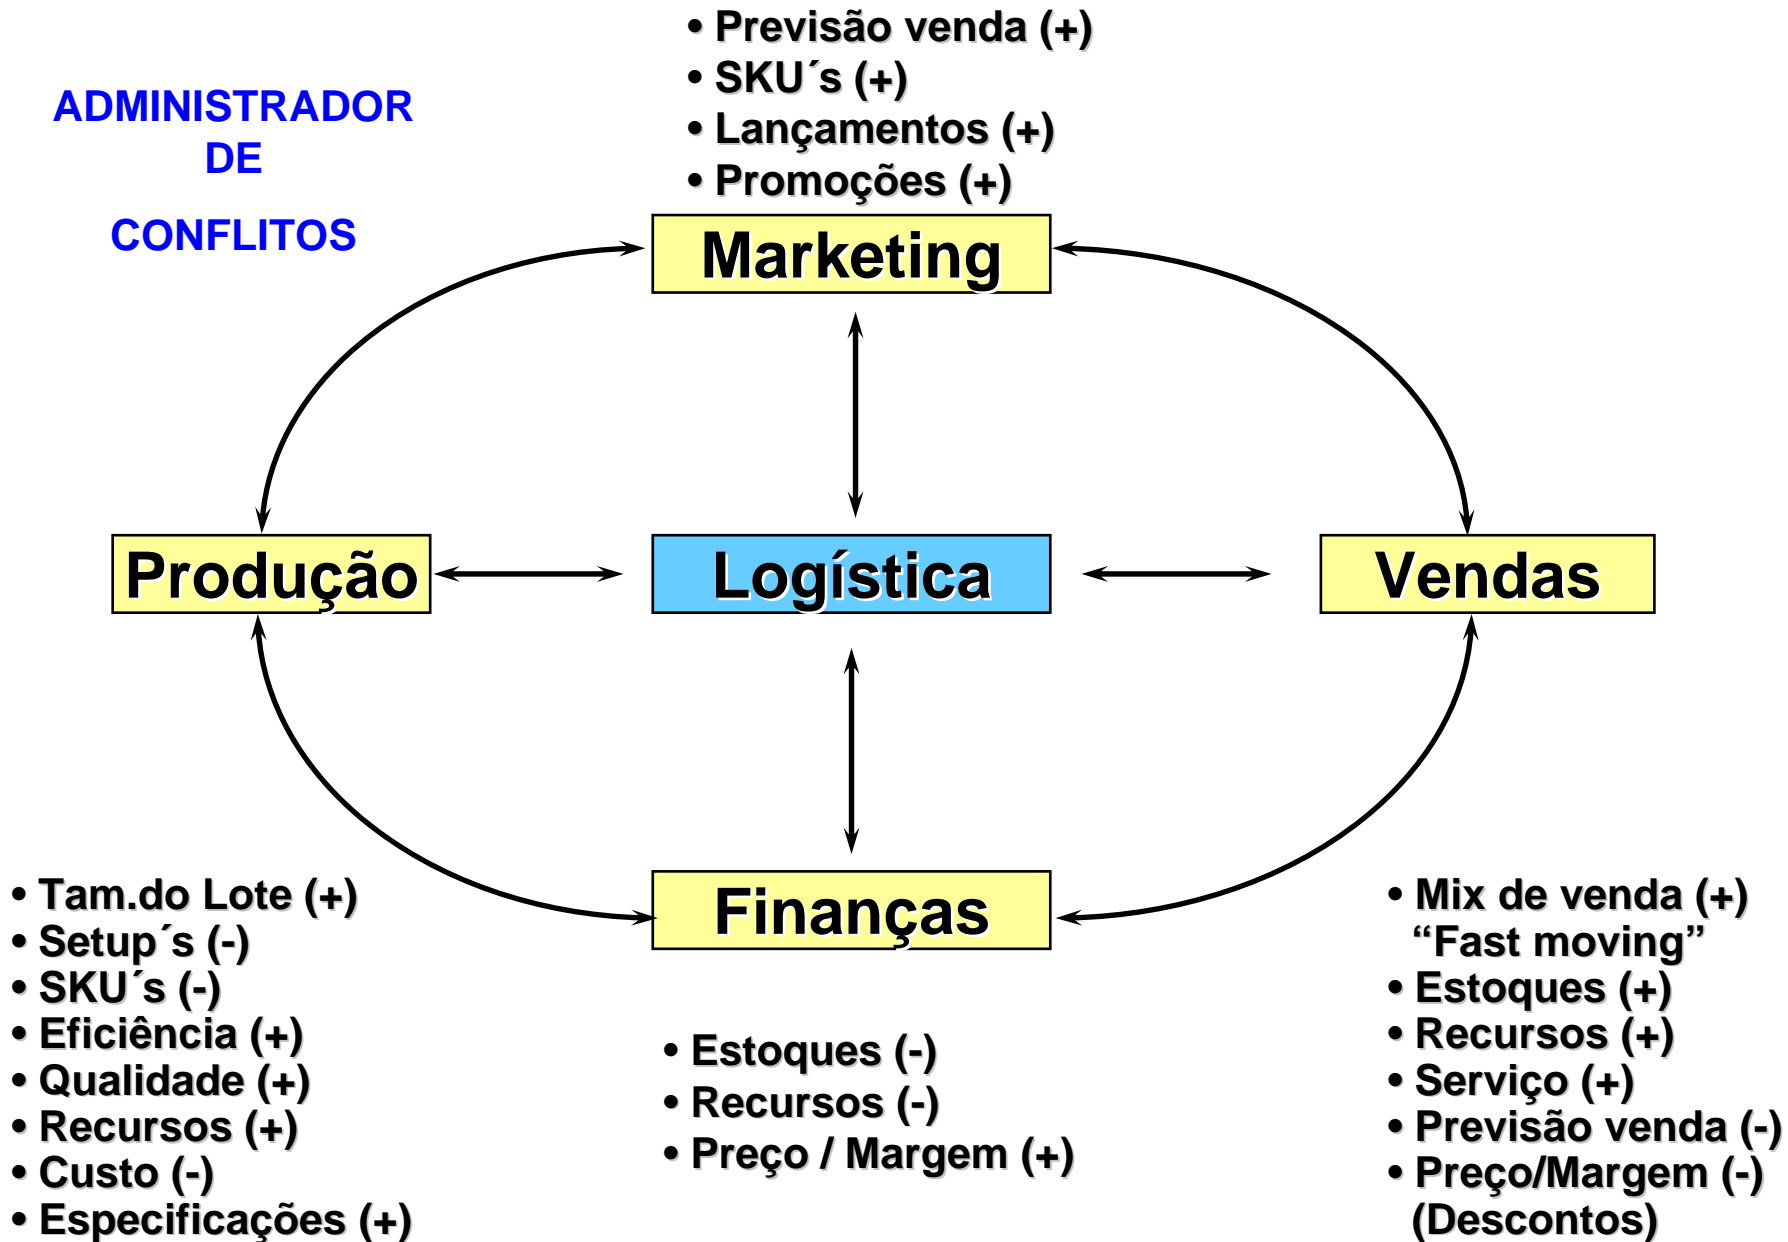 ADMINISTRADOR
DE
CONFLITOS
• Previsão venda (+)
• SKU´s (+)
• Lançamentos (+)
• Promoções (+)
Marketing
Produção
Logística
Vendas
Finanças
• Tam.do Lote (+)
• Setup´s (-)
• SKU´s (-)
• Eficiência (+)
• Qualidade (+)
• Recursos (+)
• Custo (-)
• Especificações (+)
• Estoques (-)
• Recursos (-)
• Preço / Margem (+)
• Mix de venda (+)
“Fast moving”
• Estoques (+)
• Recursos (+)
• Serviço (+)
• Previsão venda (-)
• Preço/Margem (-)
(Descontos)